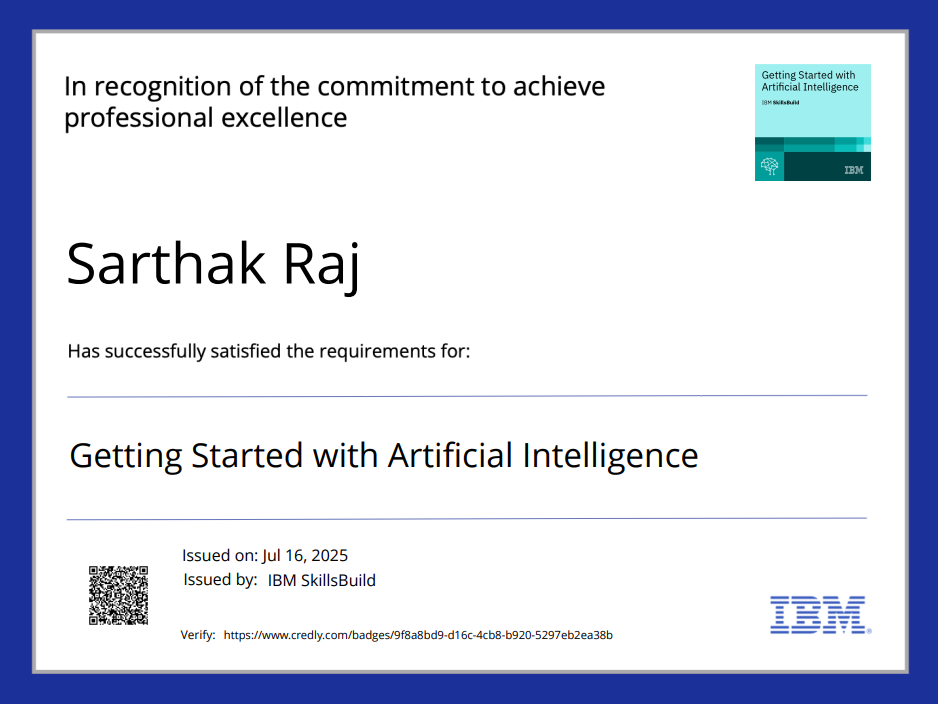 In recognition of the commitment to achieve
professional excellence
Getting Started with
Artificial Intelligence
IBM SkillsBuild
IBM
Sarthak Raj
Has successfully satisfied the requirements for:
Getting Started with Artificial Intelligence
Issued on: Jul 16, 2025
Issued by: IBM SkillsBuild
Verify: https://www.credly.com/badges/9f8a8bd9-d16c-4cb8-b920-5297eb2ea38b
IBM®